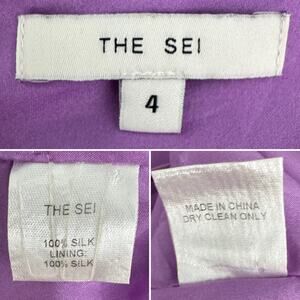 THE SEI
4
THE SEI
100% SILK
LINING:
100% SILK
MADE IN CHINA
DRY CLEAN ONLY